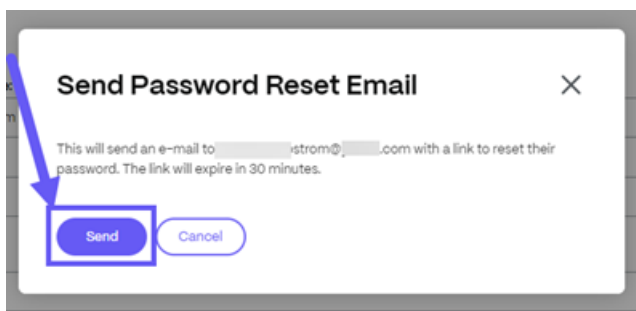 Send Password Reset Email
This will send an e-mail to strom@ .com with a link to reset their
password. The link will expire in 30 minutes.
Send Cancel